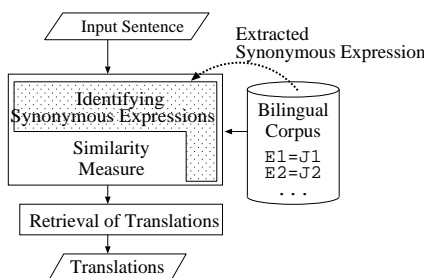 Input Sentence
Extracted
Synonymous Expression
Identifying
Synonymous Expressions
Similarity
Measure
Bilingual
Corpus
E1=J1
E2=J2
...
Retrieval of Translations
Translations